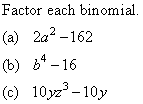 Factor each binomial.
(a) 2a² − 162
(b) b⁴ − 16
(c) 10yz³ − 10y